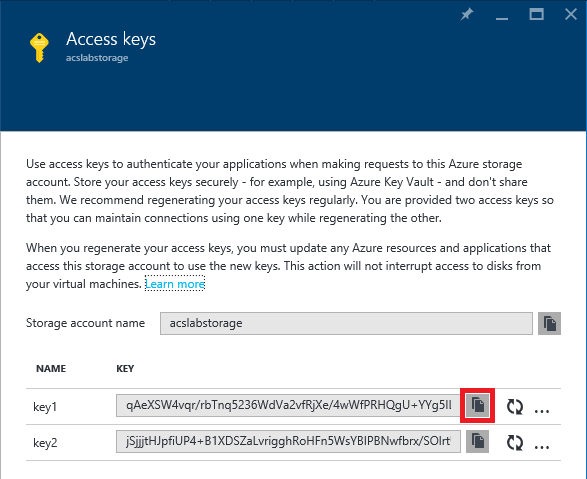 Access keys
acslabstorage
Use access keys to authenticate your applications when making requests to this Azure storage
account. Store your access keys securely - for example, using Azure Key Vault - and don't share
them. We recommend regenerating your access keys regularly. You are provided two access keys so
that you can maintain connections using one key while regenerating the other.
When you regenerate your access keys, you must update any Azure resources and applications that
access this storage account to use the new keys. This action will not interrupt access to disks from
your virtual machines. Learn more
Storage account name acslabstorage
NAME KEY
key1 qAeXSW4vqr/rbTnq5236WdVa2vfRjXe/4wWfPRHQgU+YYg5IL
key2 jSjjjtHJpfiUP4+B1XDSZaLvrigghRoHFn5WsYBIPBNwfbrx/SOlrt